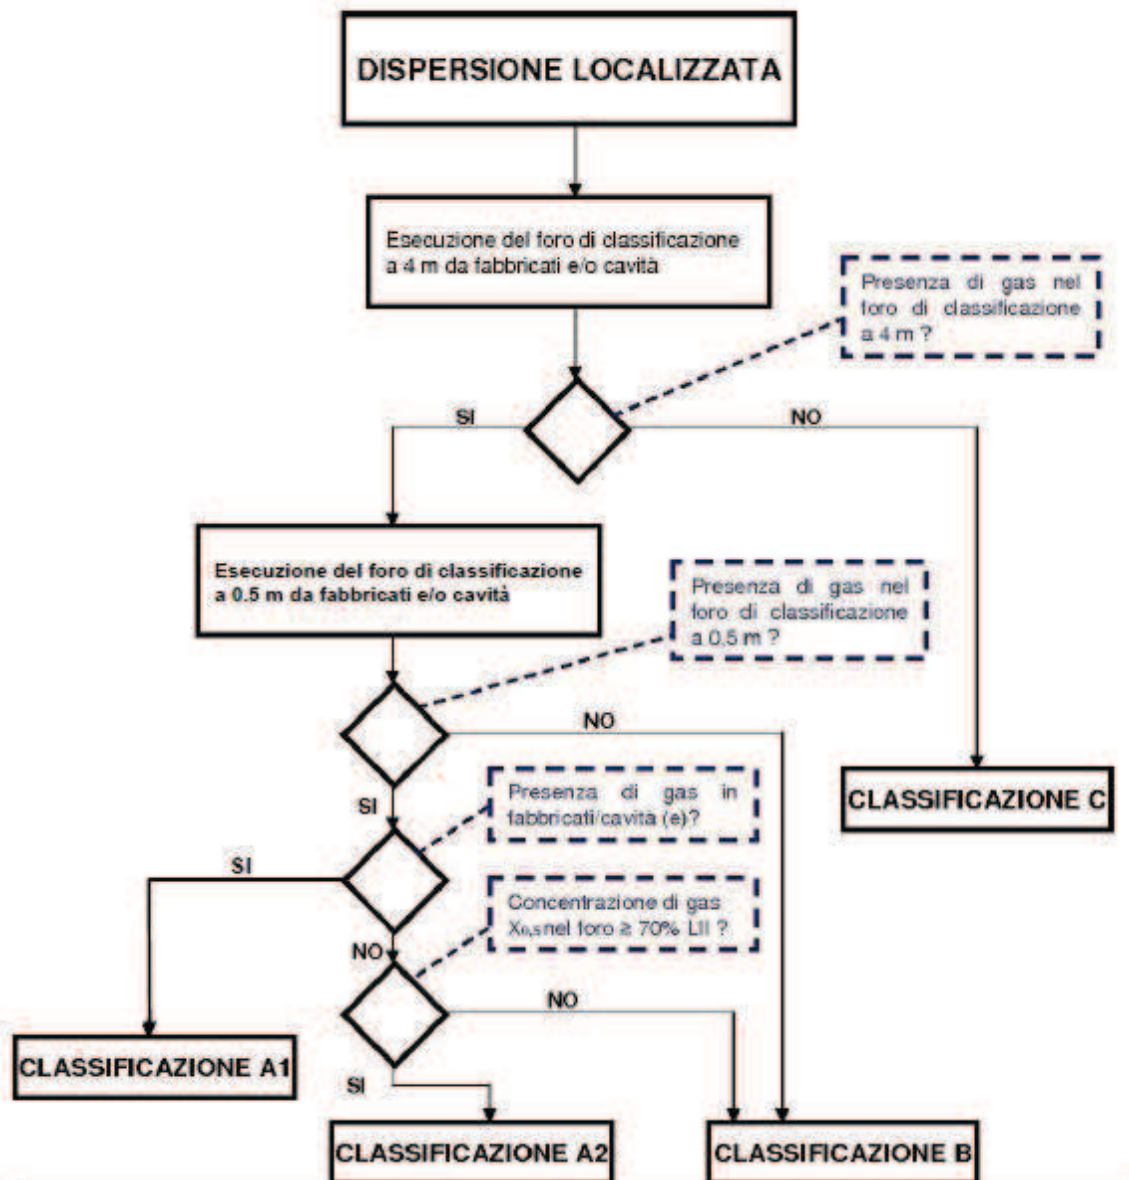 DISPERSIONE LOCALIZZATA
Esecuzione del foro di classificazione
a 4 m da fabbricati e/o cavità
Presenza di gas nel
foro di classificazione
a 4 m ?
SI
NO
Esecuzione del foro di classificazione
a 0.5 m da fabbricati e/o cavità
Presenza di gas nel
foro di classificazione
a 0,5 m ?
NO
SI
CLASSIFICAZIONE C
Presenza di gas in
fabbricati/cavità (e)?
SI
Concentrazione di gas
X0,5 nel foro ≥ 70% LII ?
NO
NO
CLASSIFICAZIONE A1
SI
CLASSIFICAZIONE A2
CLASSIFICAZIONE B